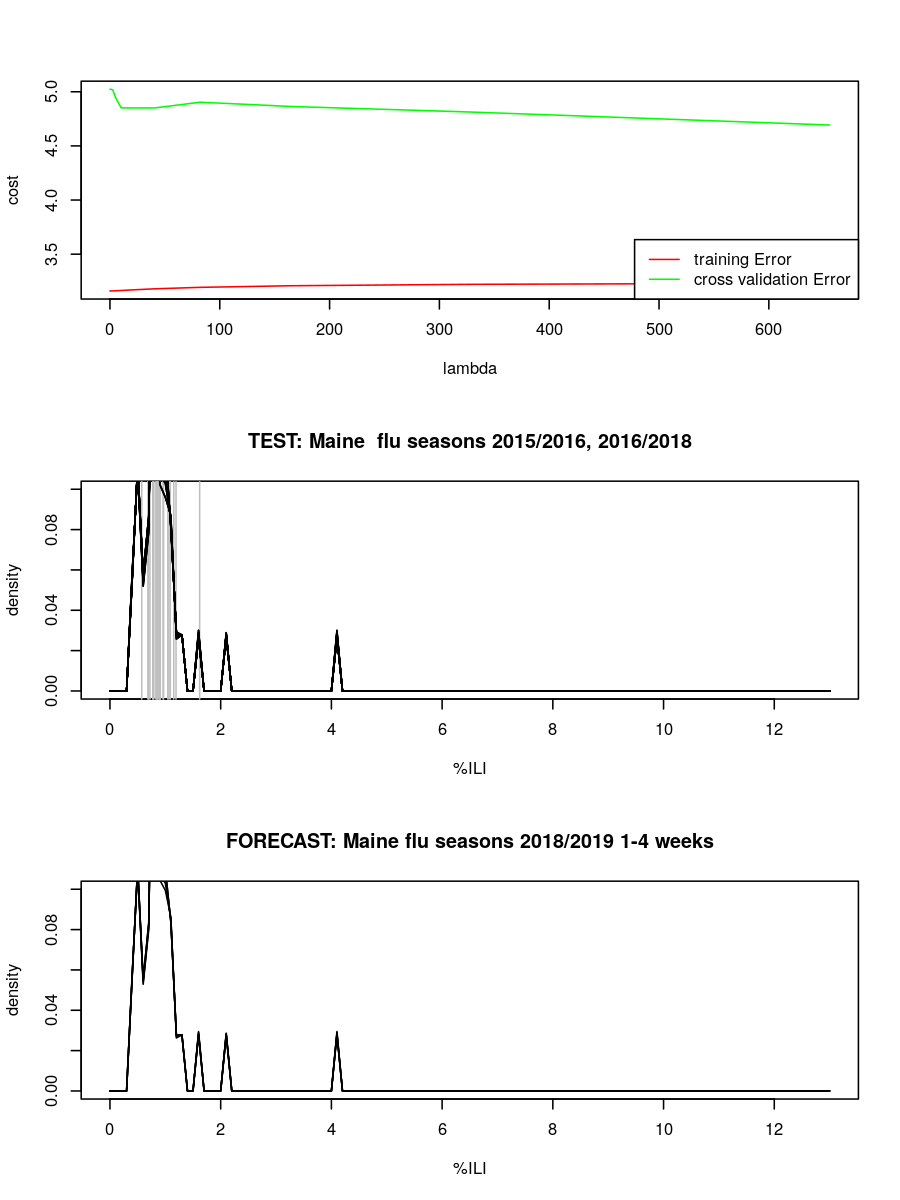 5.0
4.5
4.0
3.5
cost
training Error
cross validation Error
0 100 200 300 400 500 600
lambda
TEST: Maine  flu seasons 2015/2016, 2016/2018
0.08
0.04
0.00
density
0 2 4 6 8 10 12
%ILI
FORECAST: Maine flu seasons 2018/2019 1-4 weeks
0.08
0.04
0.00
density
0 2 4 6 8 10 12
%ILI